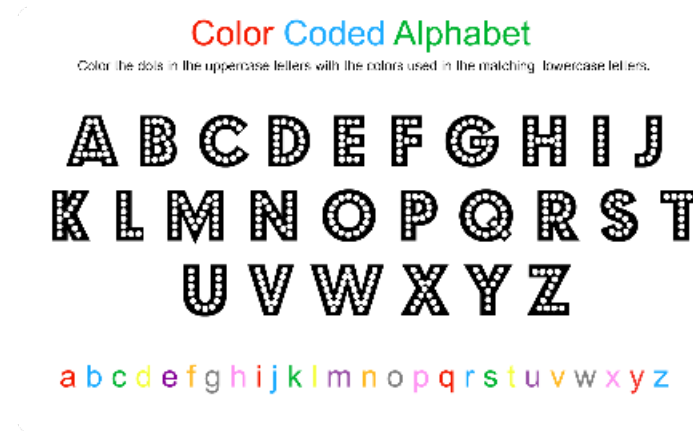 Color Coded Alphabet
Color the dots in the uppercase letters with the colors used in the matching lowercase letters.
A B C D E F G H I J
K L M N O P Q R S T
U V W X Y Z
a b c d e f g h i j k l m n o p q r s t u v w x y z